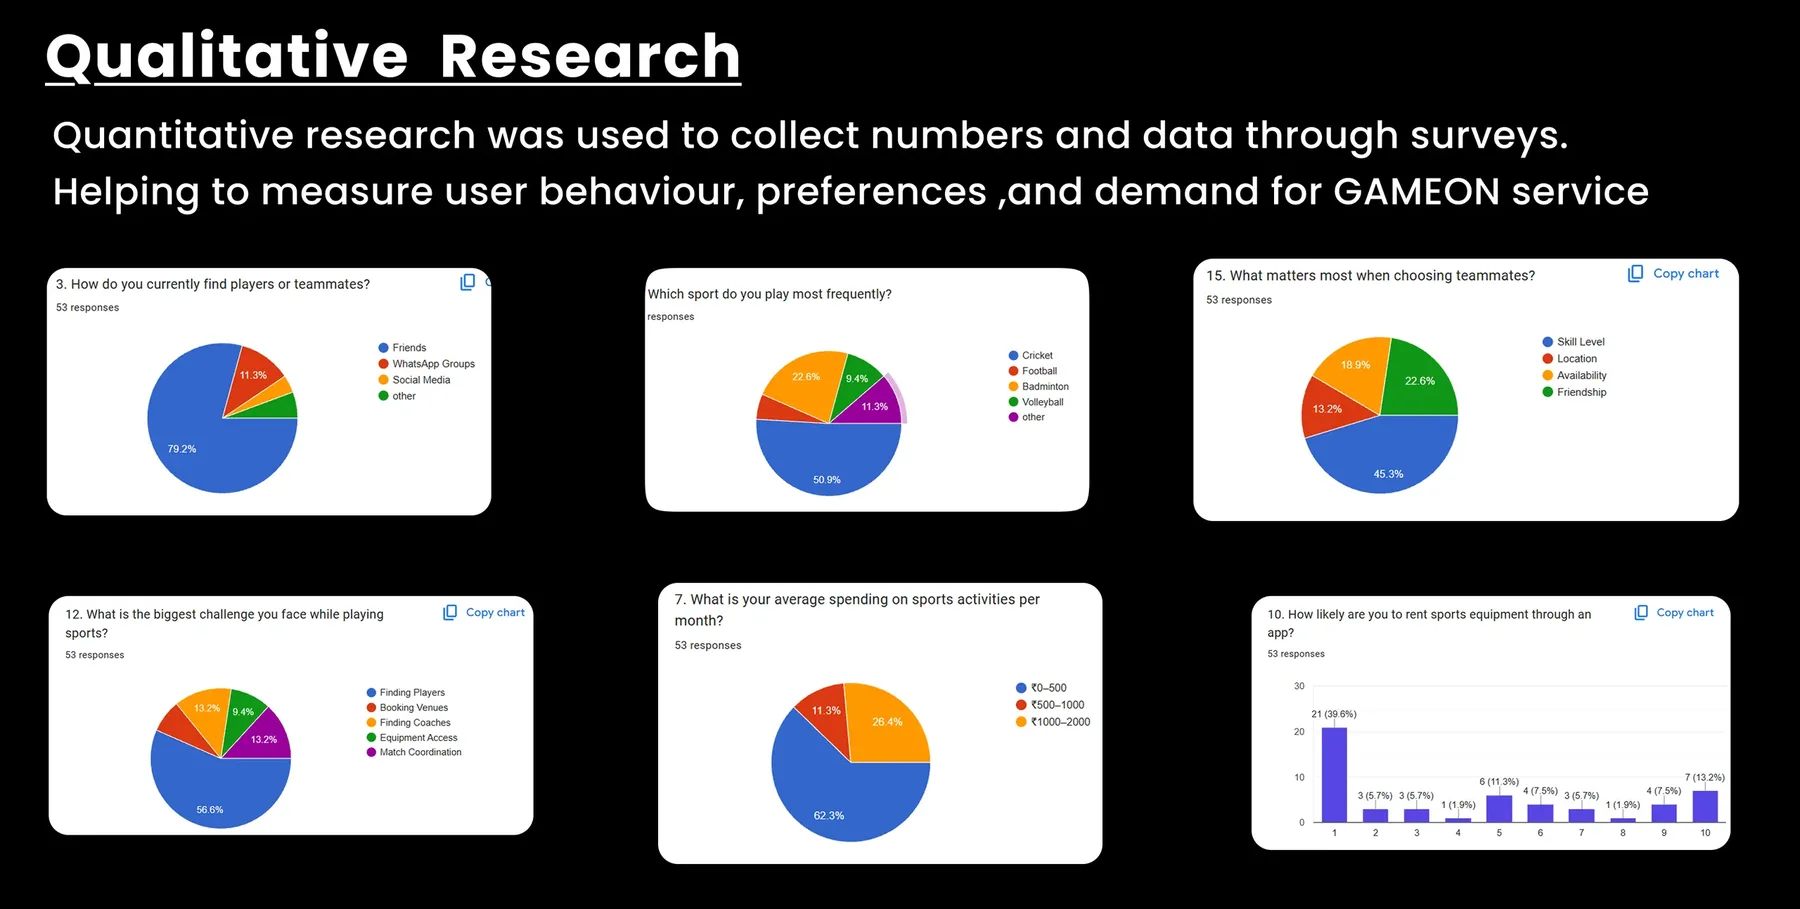 Qualitative Research
Quantitative research was used to collect numbers and data through surveys.
Helping to measure user behaviour, preferences ,and demand for GAMEON service
3. How do you currently find players or teammates?
53 responses
Friends
WhatsApp Groups
Social Media
other
11.3%
79.2%
Which sport do you play most frequently?
responses
Cricket
Football
Badminton
Volleyball
other
22.6%
9.4%
11.3%
50.9%
15. What matters most when choosing teammates?
Copy chart
53 responses
Skill Level
Location
Availability
Friendship
18.9%
22.6%
13.2%
45.3%
12. What is the biggest challenge you face while playing
sports?
Copy chart
53 responses
Finding Players
Booking Venues
Finding Coaches
Equipment Access
Match Coordination
13.2%
9.4%
13.2%
56.6%
7. What is your average spending on sports activities per
month?
53 responses
₹0–500
₹500–1000
₹1000–2000
11.3%
26.4%
62.3%
10. How likely are you to rent sports equipment through an
app?
Copy chart
53 responses
30
20
10
0
21 (39.6%)
3 (5.7%)
3 (5.7%)
1 (1.9%)
6 (11.3%)
4 (7.5%)
3 (5.7%)
1 (1.9%)
4 (7.5%)
7 (13.2%)
1 2 3 4 5 6 7 8 9 10